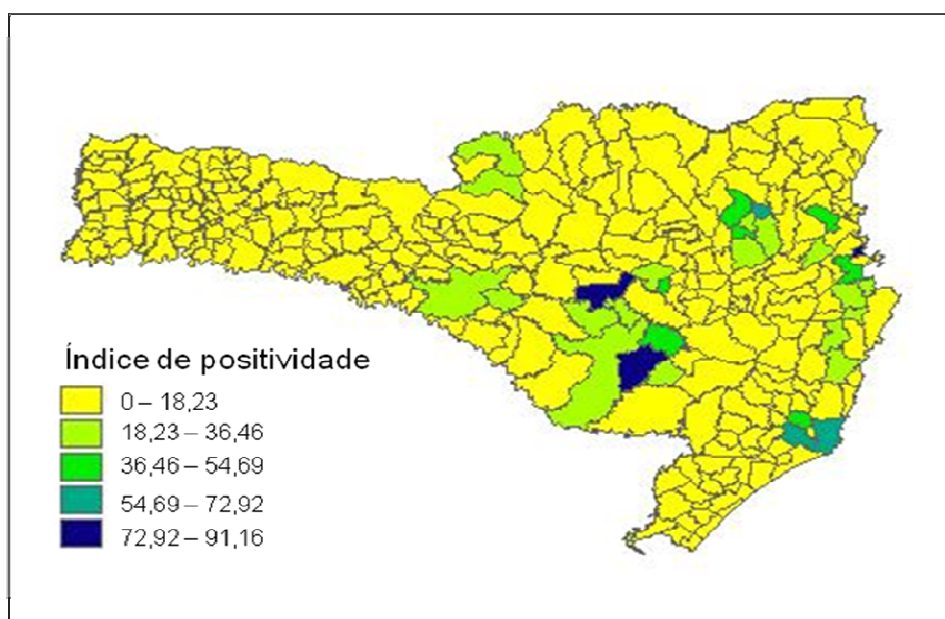 Índice de positividade
0 – 18,23
18,23 – 36,46
36,46 – 54,69
54,69 – 72,92
72,92 – 91,16